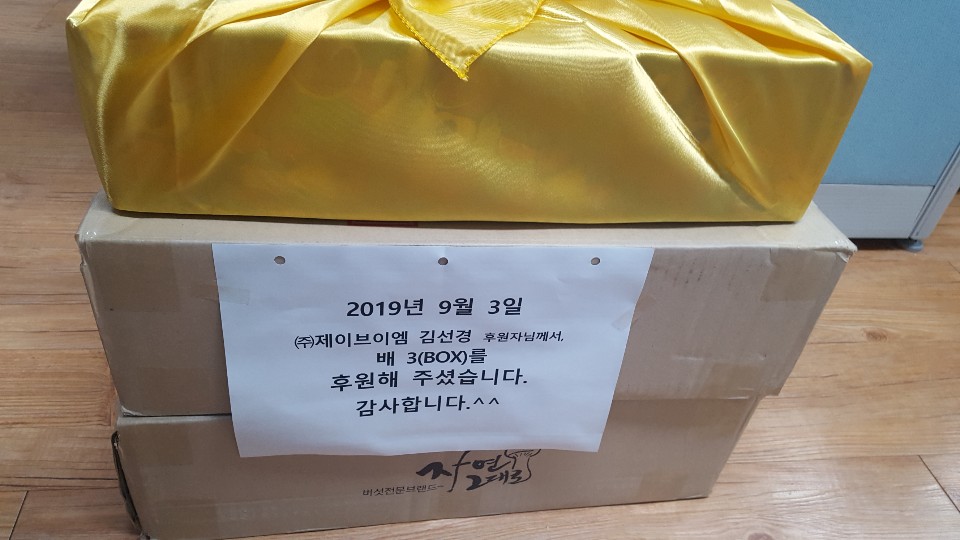 2019년 9월 3일
㈜제이브이엠 김선경 후원자님께서,
배 3(BOX)를
후원해 주셨습니다.
감사합니다.^^
자연
그대로
버섯전문브랜드~